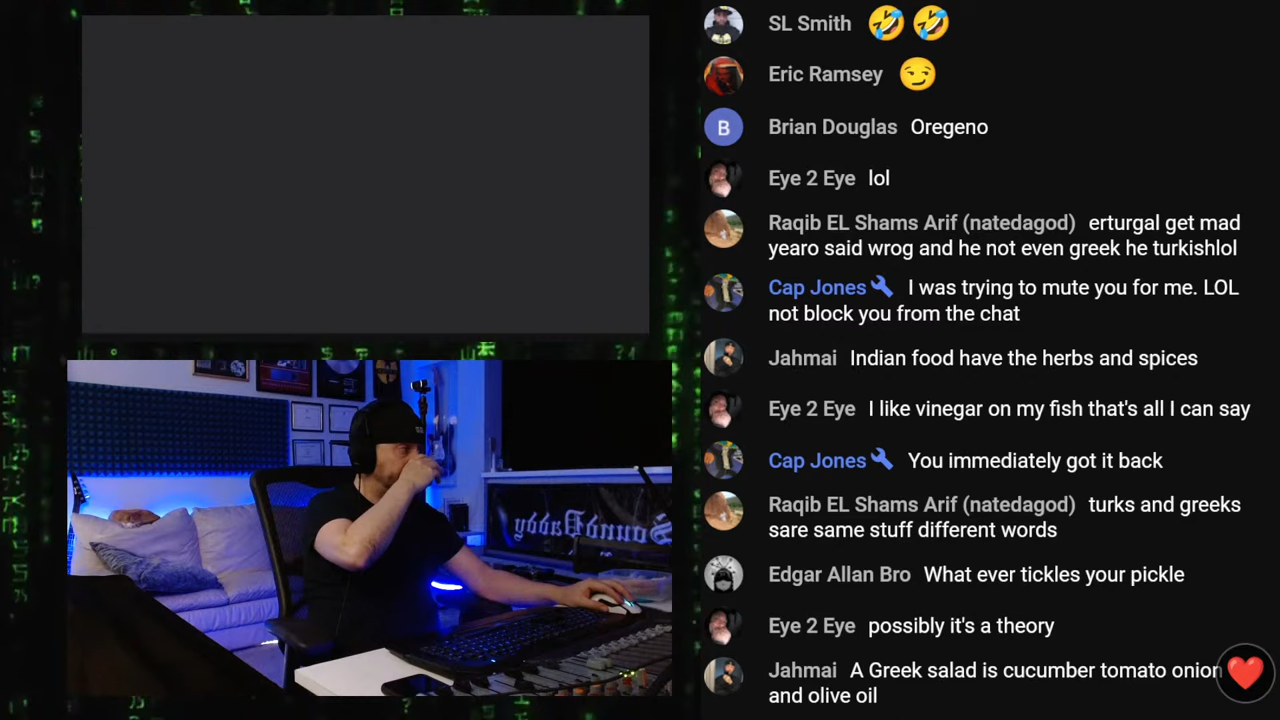 SL Smith 🤣 🤣
Eric Ramsey 😏
B Brian Douglas Oregeno
Eye 2 Eye lol
Raqib EL Shams Arif (natedagod) erturgal get mad
yearo said wrog and he not even greek he turkishlol
Cap Jones I was trying to mute you for me. LOL
not block you from the chat
Jahmai Indian food have the herbs and spices
Eye 2 Eye I like vinegar on my fish that's all I can say
Cap Jones You immediately got it back
Raqib EL Shams Arif (natedagod) turks and greeks
sare same stuff different words
Edgar Allan Bro What ever tickles your pickle
Eye 2 Eye possibly it's a theory
Jahmai A Greek salad is cucumber tomato onion
and olive oil
SoundDaddy